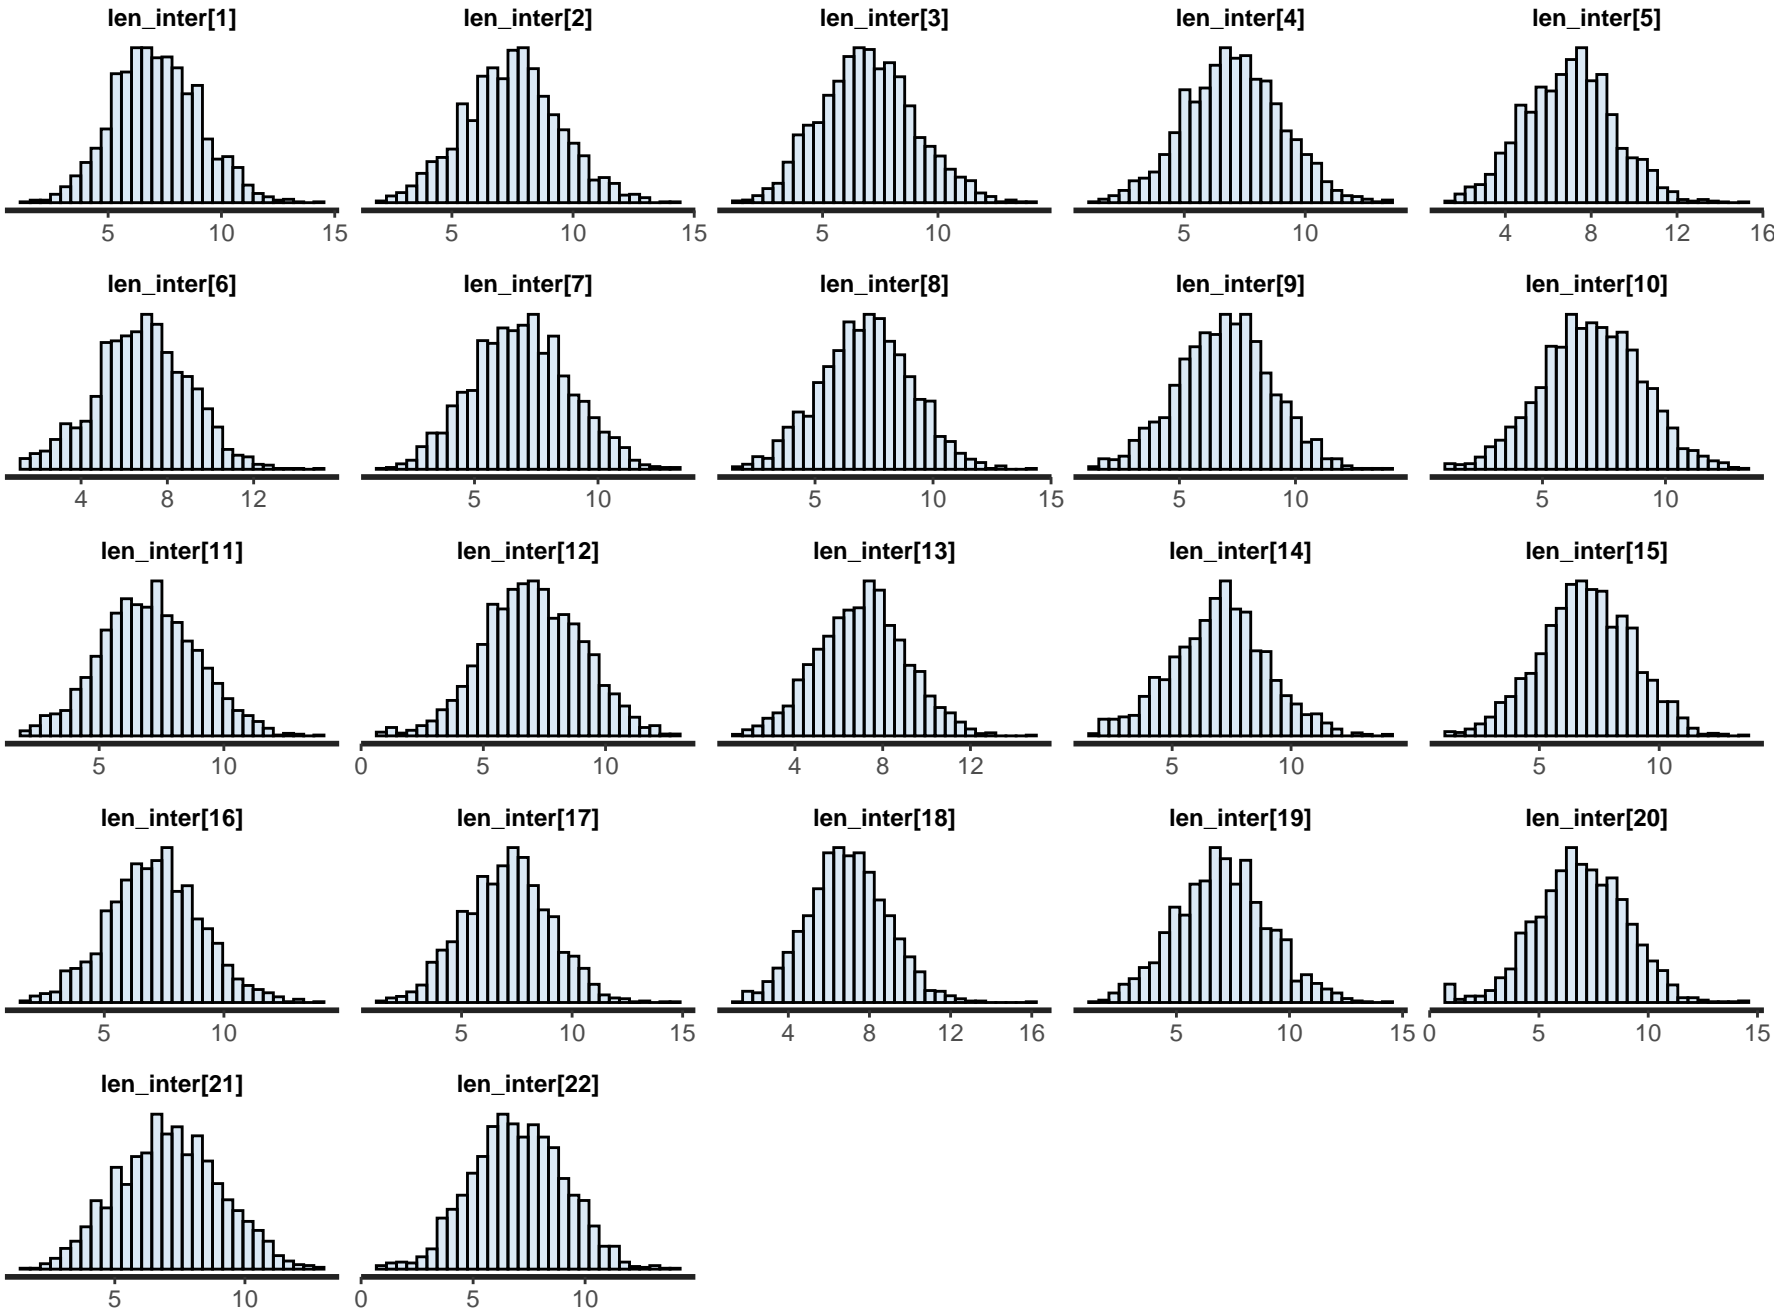 len_inter[1] len_inter[2] len_inter[3] len_inter[4] len_inter[5]
5 10 15 5 10 15 5 10 5 10 4 8 12 16
len_inter[6] len_inter[7] len_inter[8] len_inter[9] len_inter[10]
4 8 12 5 10 5 10 15 5 10 5 10
len_inter[11] len_inter[12] len_inter[13] len_inter[14] len_inter[15]
5 10 0 5 10 4 8 12 5 10 5 10
len_inter[16] len_inter[17] len_inter[18] len_inter[19] len_inter[20]
5 10 5 10 15 4 8 12 16 5 10 15 0 5 10 15
len_inter[21] len_inter[22]
5 10 0 5 10